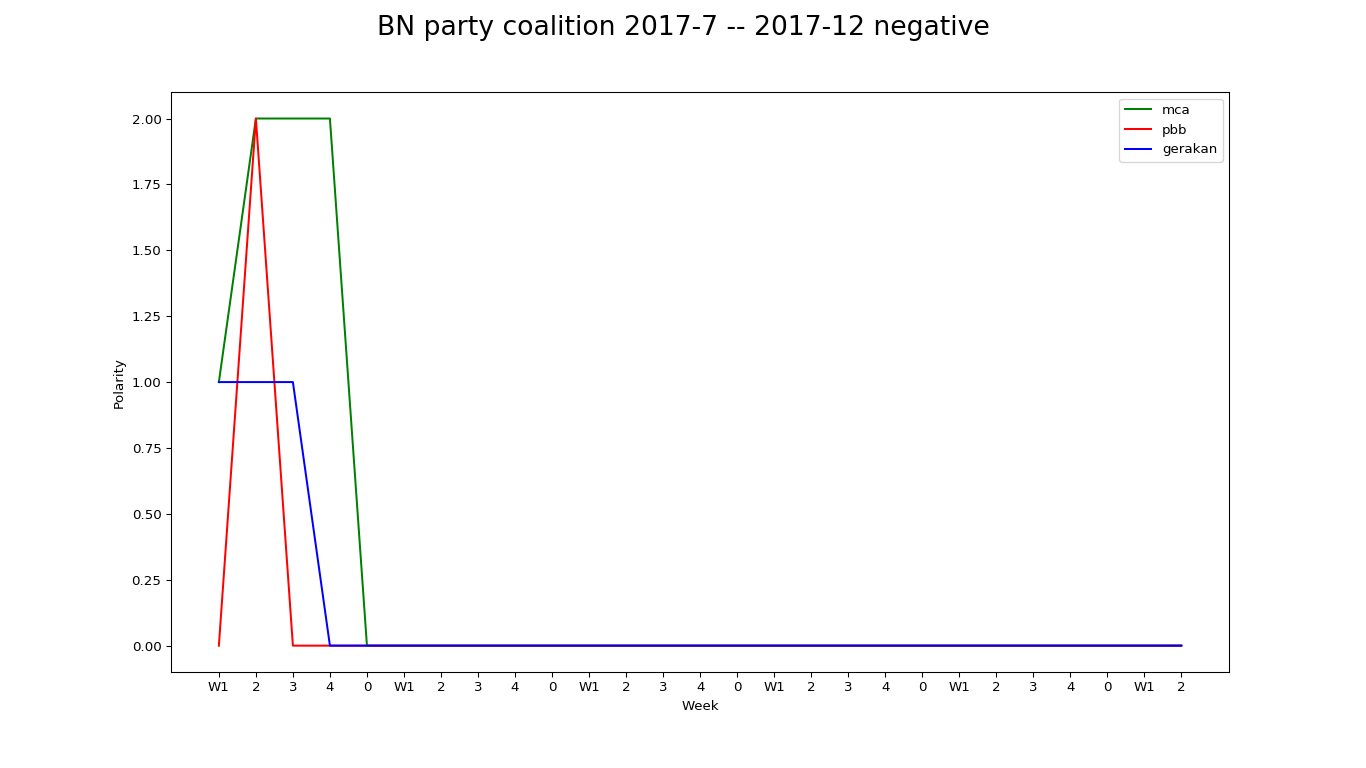 BN party coalition 2017-7 -- 2017-12 negative
mca
pbb
gerakan
2.00
1.75
1.50
1.25
1.00
0.75
0.50
0.25
0.00
Polarity
W1 2 3 4 0 W1 2 3 4 0 W1 2 3 4 0 W1 2 3 4 0 W1 2 3 4 0 W1 2
Week